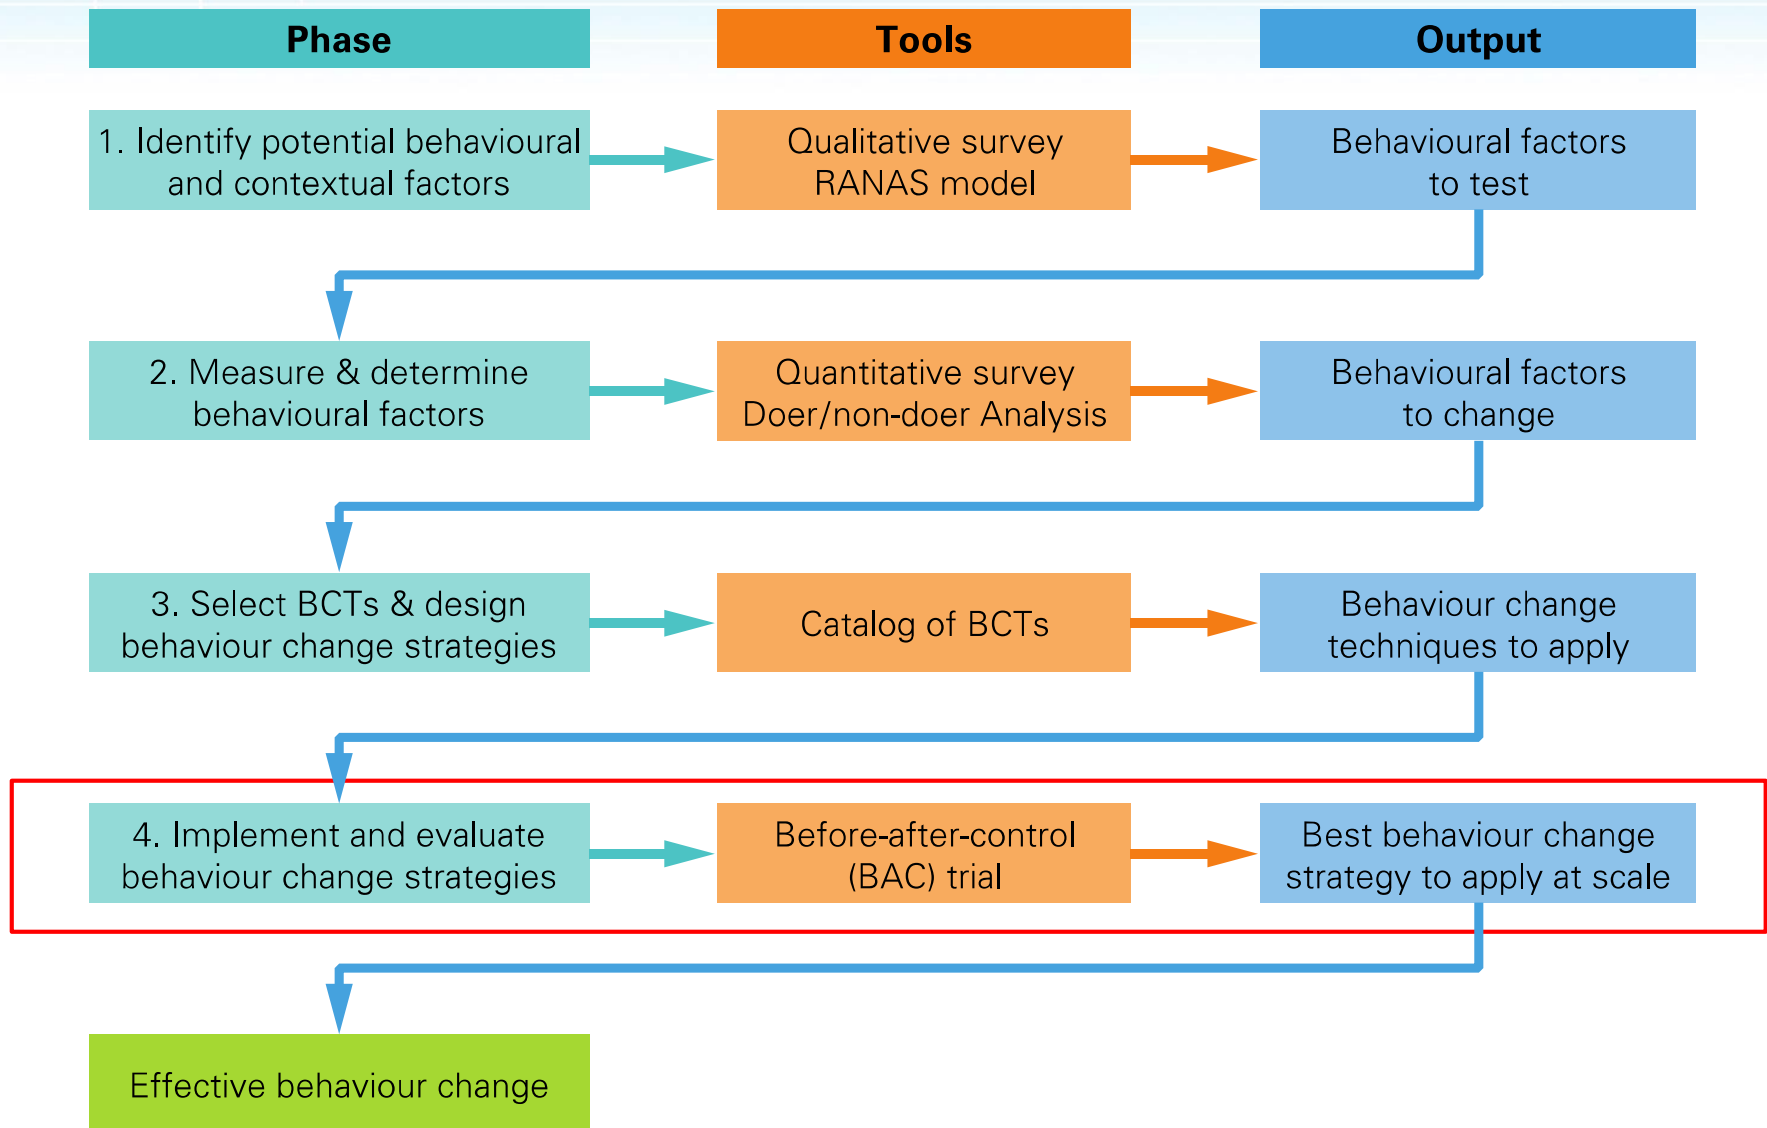 Phase
Tools
Output
1. Identify potential behavioural
and contextual factors
Qualitative survey
RANAS model
Behavioural factors
to test
2. Measure & determine
behavioural factors
Quantitative survey
Doer/non-doer Analysis
Behavioural factors
to change
3. Select BCTs & design
behaviour change strategies
Catalog of BCTs
Behaviour change
techniques to apply
4. Implement and evaluate
behaviour change strategies
Before-after-control
(BAC) trial
Best behaviour change
strategy to apply at scale
Effective behaviour change